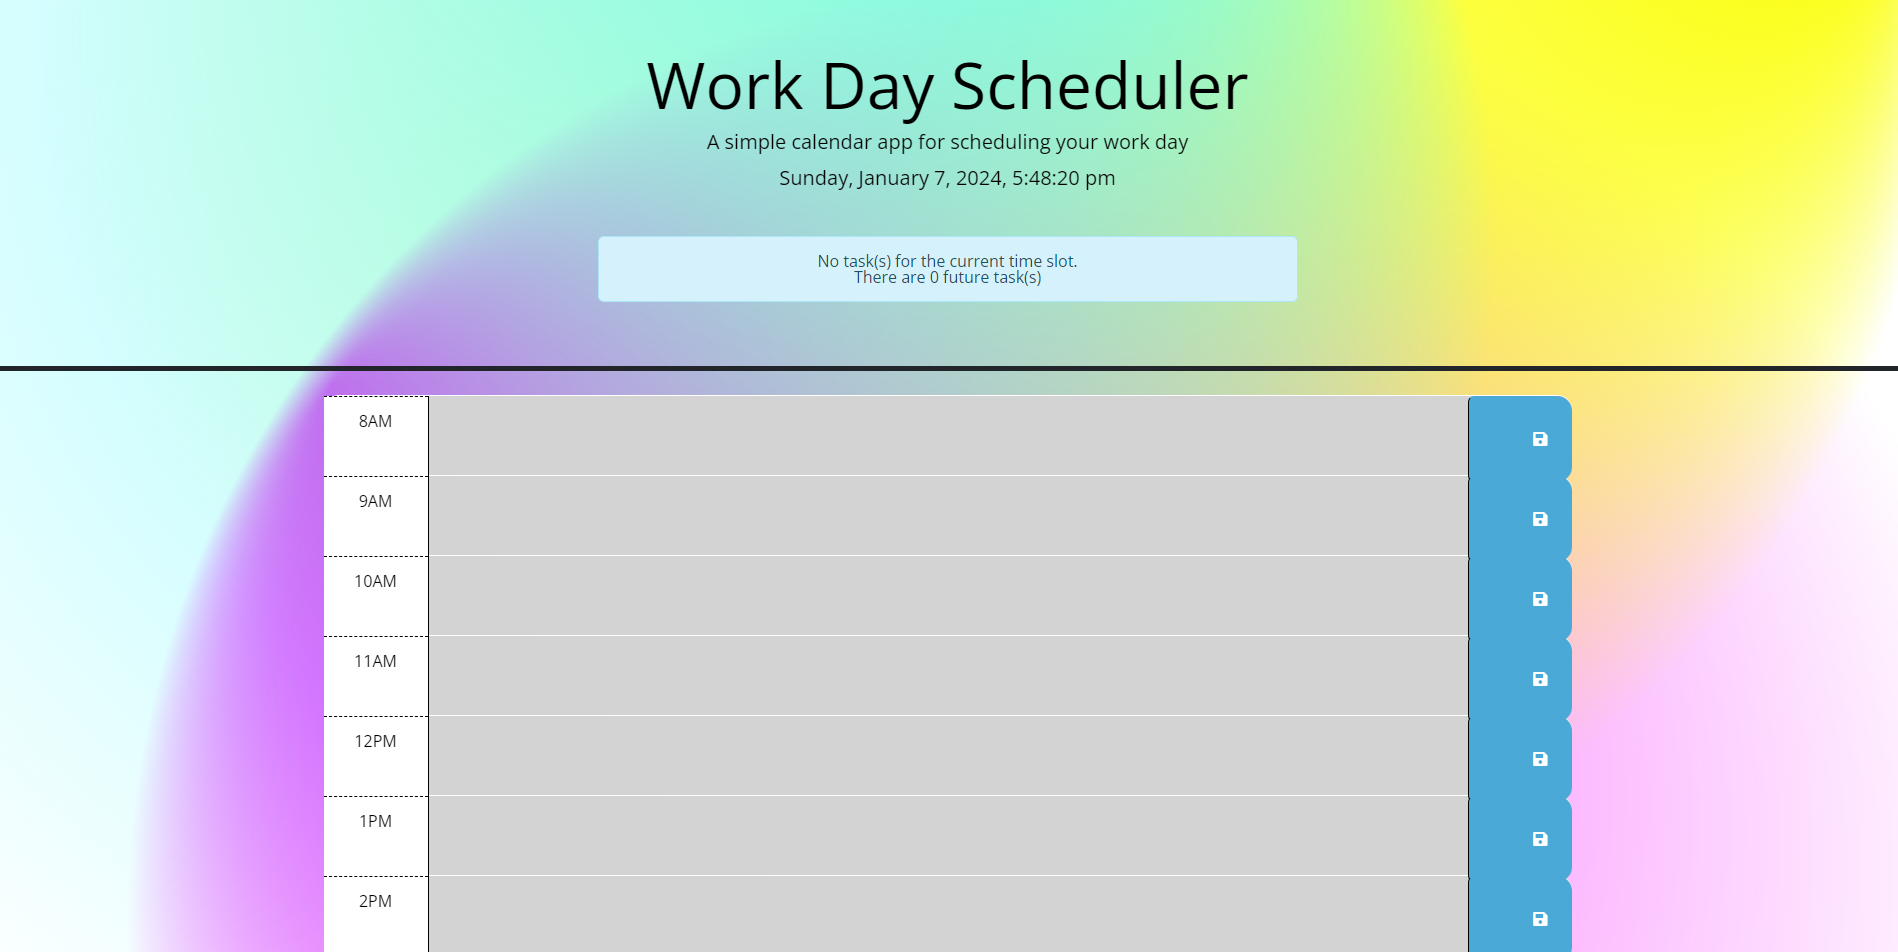 Work Day Scheduler
A simple calendar app for scheduling your work day
Sunday, January 7, 2024, 5:48:20 pm
No task(s) for the current time slot.
There are 0 future task(s)
8AM
9AM
10AM
11AM
12PM
1PM
2PM